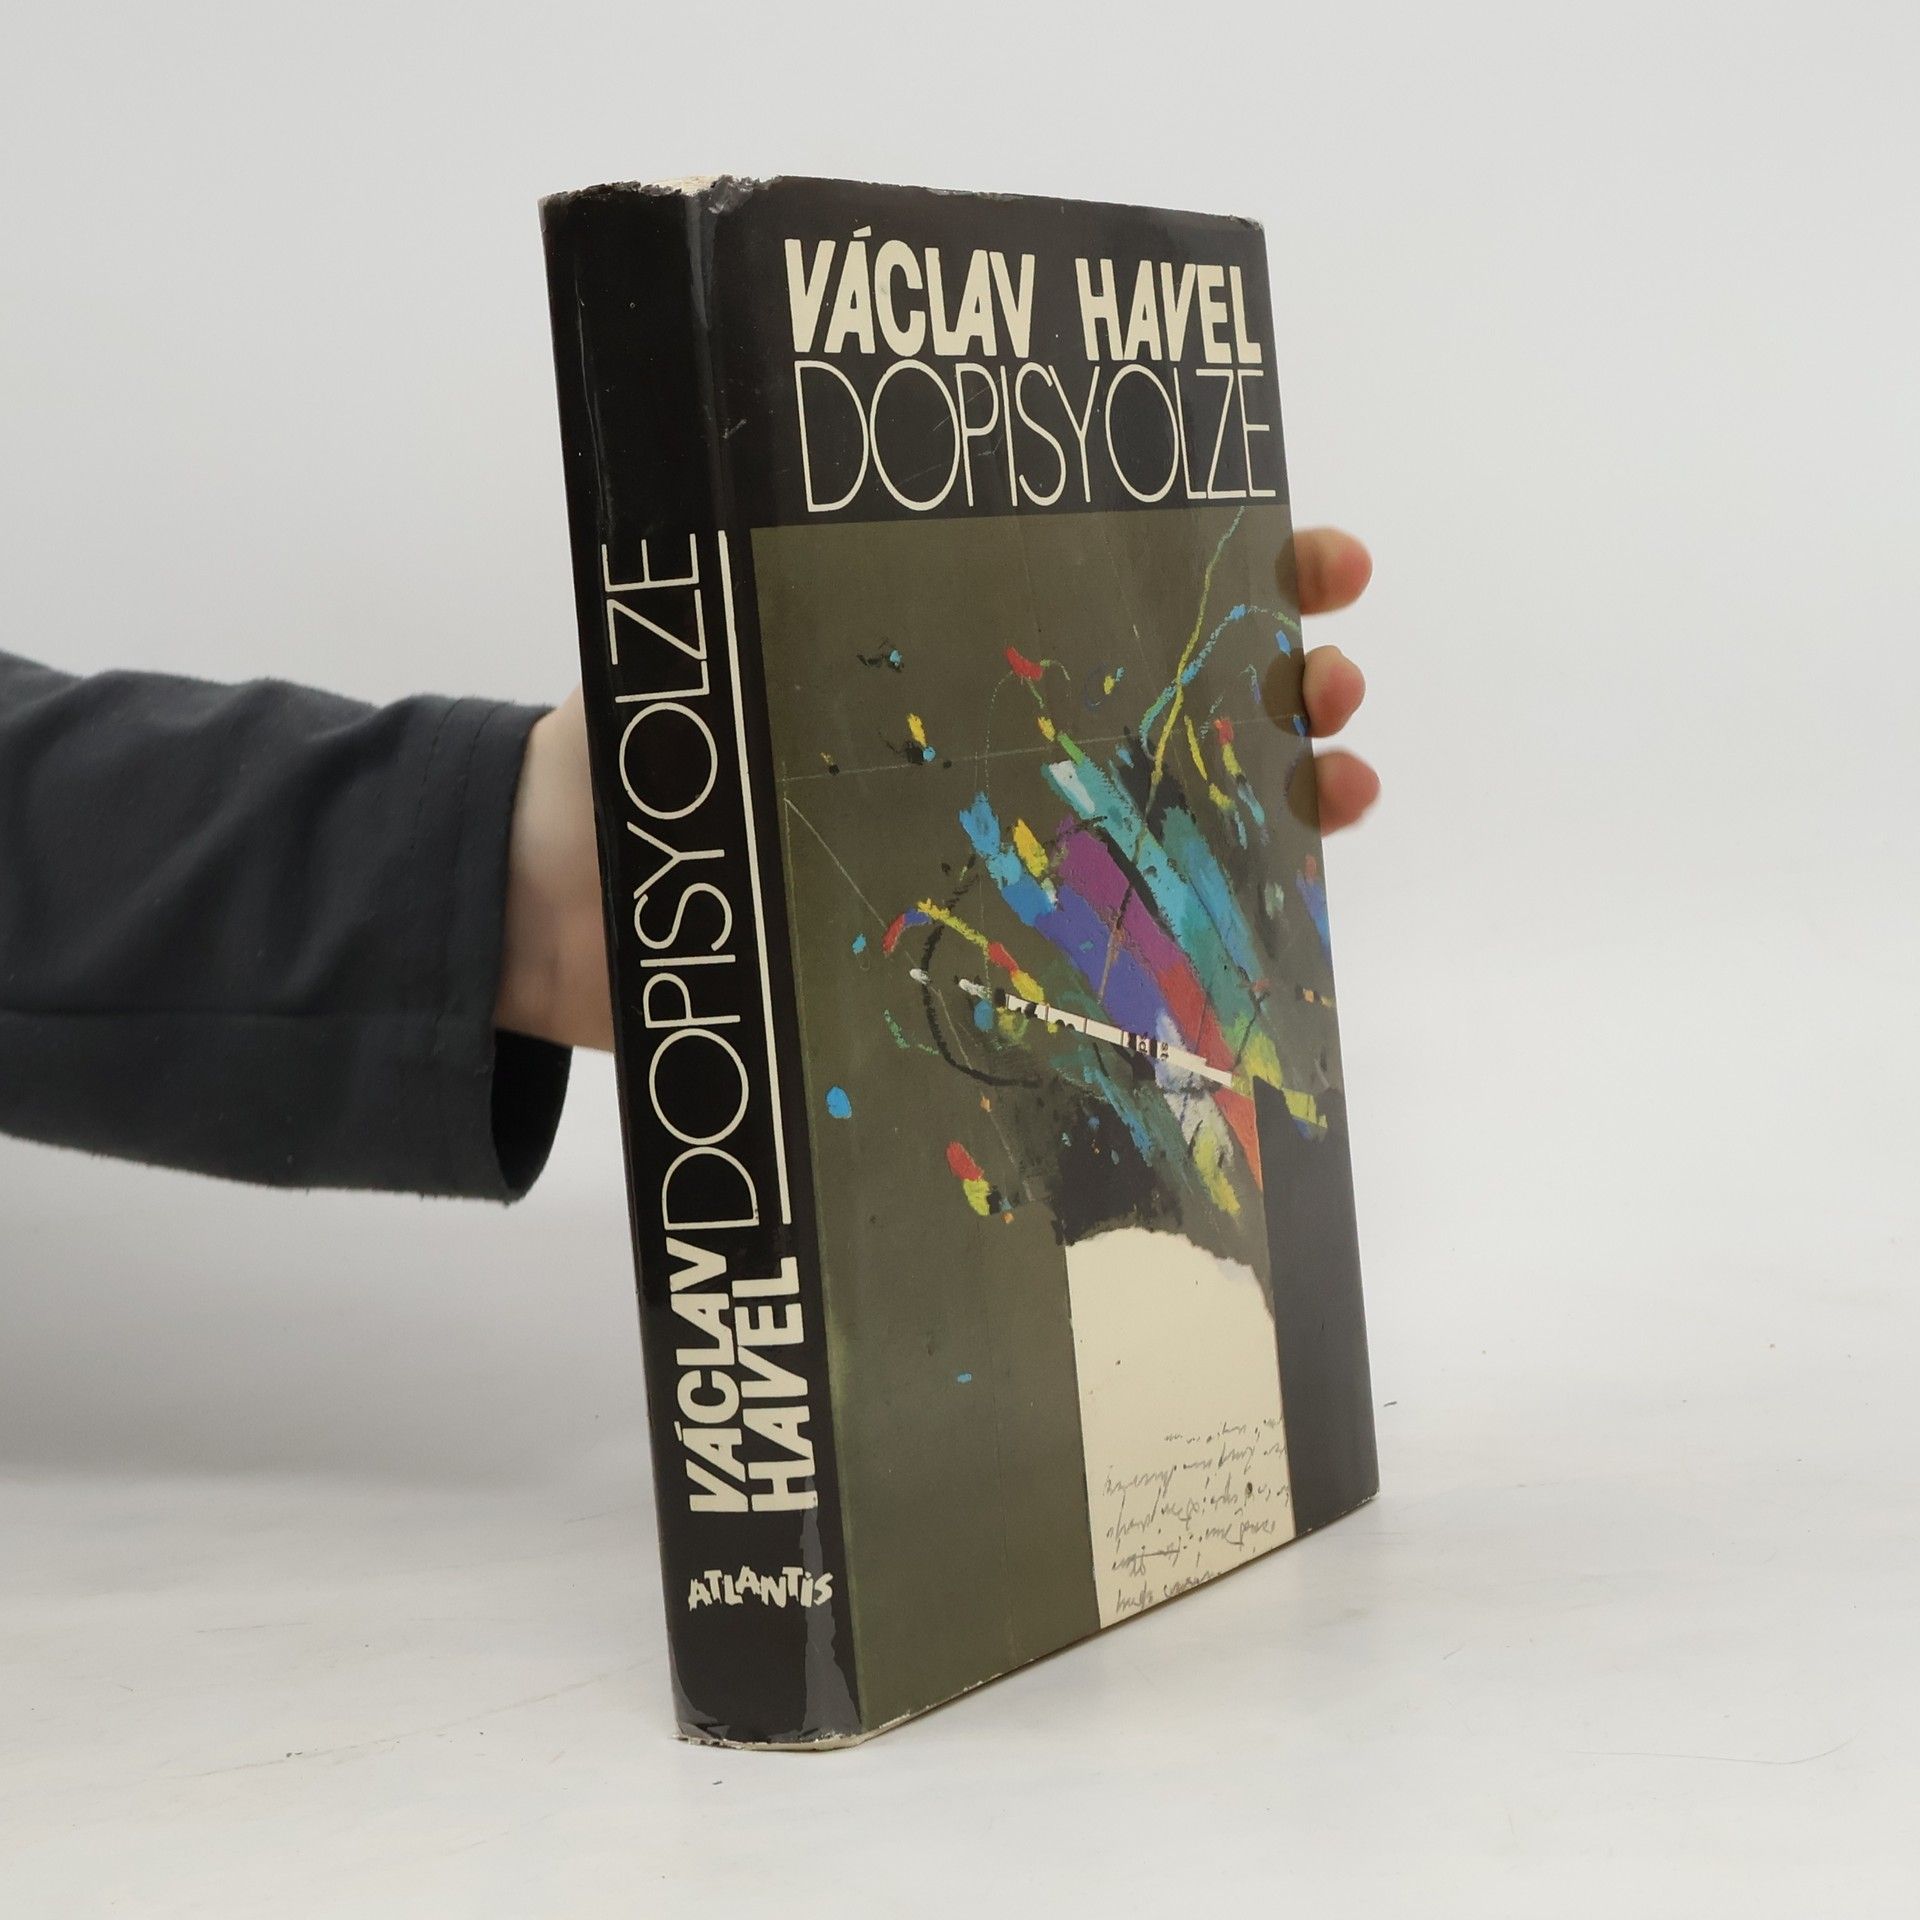 VÁCLAV HAVEL
DOPISYOLZE
VÁCLAV
HAVEL
DOPISYOLZE
ATLANTIS